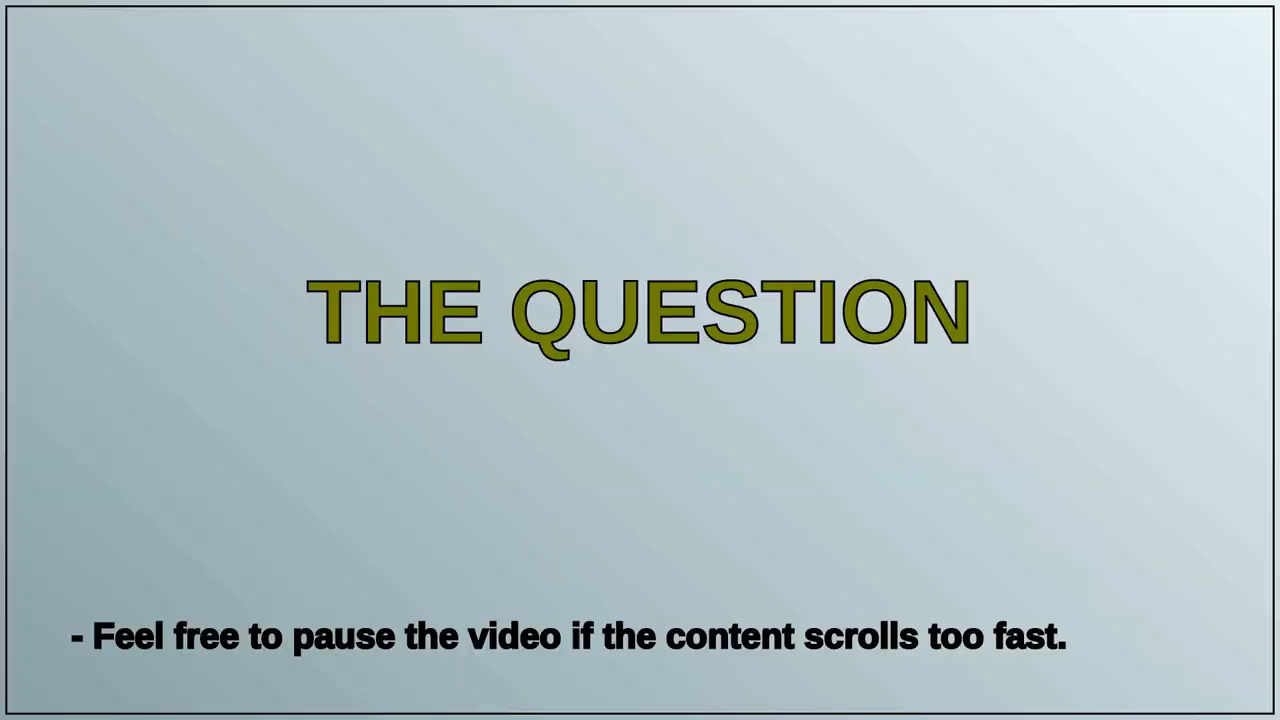 THE QUESTION
- Feel free to pause the video if the content scrolls too fast.